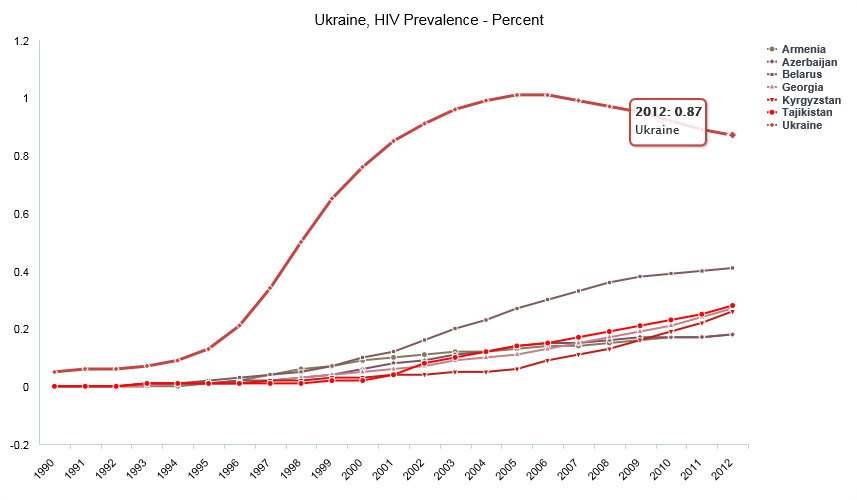 Ukraine, HIV Prevalence - Percent
1.2
1
0.8
0.6
0.4
0.2
0
-0.2
1990 1991 1992 1993 1994 1995 1996 1997 1998 1999 2000 2001 2002 2003 2004 2005 2006 2007 2008 2009 2010 2011 2012
2012: 0.87
Ukraine
Armenia
Azerbaijan
Belarus
Georgia
Kyrgyzstan
Tajikistan
Ukraine